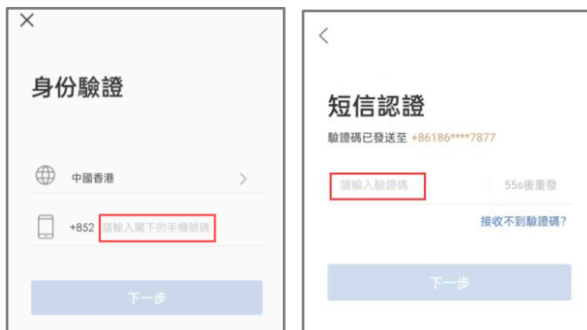 身份驗證
中國香港
+852 請輸入閣下的手機號碼
下一步
短信認證
驗證碼已發送至 +86186****7877
請輸入驗證碼 55s後重發
接收不到驗證碼?
下一步